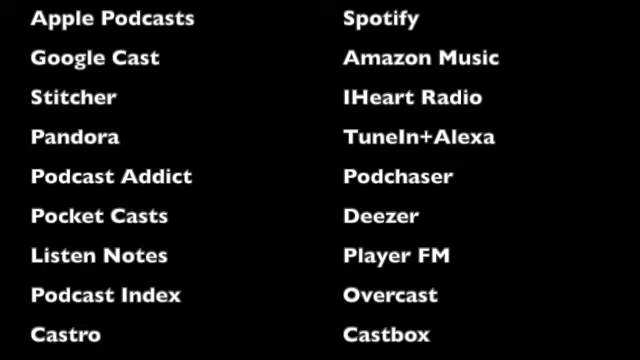 Apple Podcasts
Spotify
Google Cast
Amazon Music
Stitcher
IHeart Radio
Pandora
TuneIn+Alexa
Podcast Addict
Podchaser
Pocket Casts
Deezer
Listen Notes
Player FM
Podcast Index
Overcast
Castro
Castbox